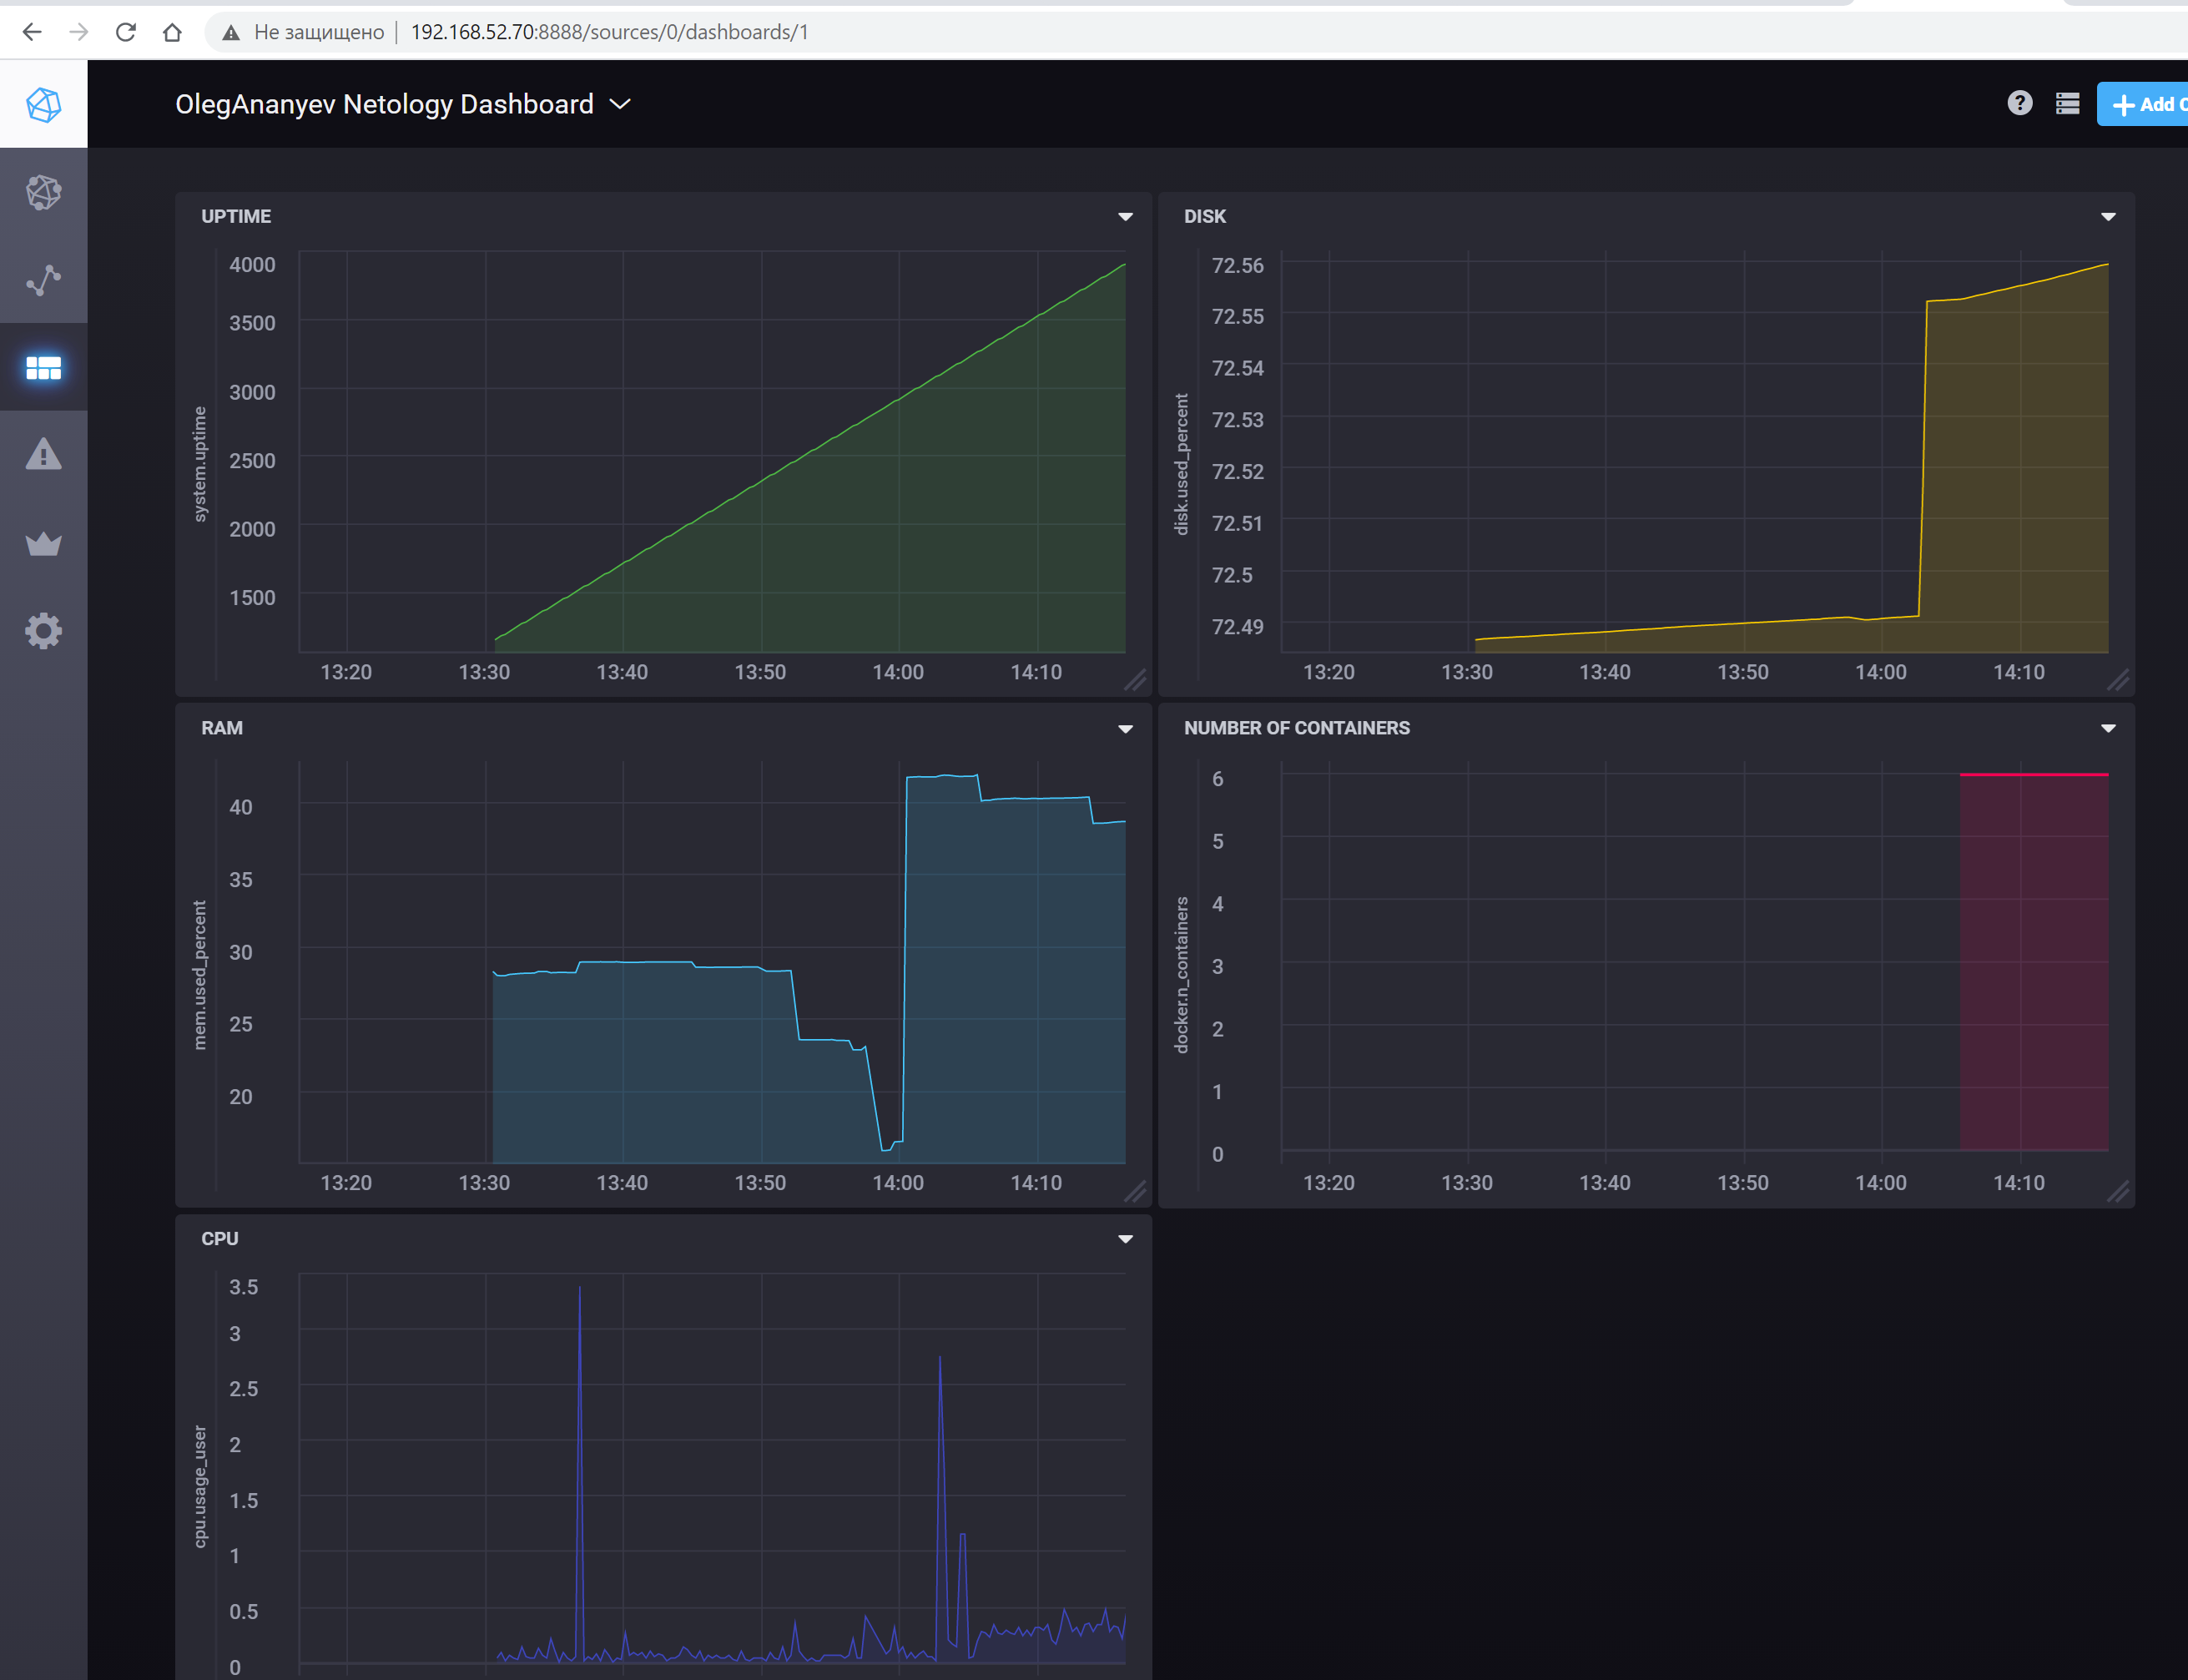 Не защищено | 192.168.52.70:8888/sources/0/dashboards/1
OlegAnanyev Netology Dashboard
? Add C
UPTIME
system.uptime
4000
3500
3000
2500
2000
1500
13:20 13:30 13:40 13:50 14:00 14:10
DISK
disk.used_percent
72.56
72.55
72.54
72.53
72.52
72.51
72.5
72.49
13:20 13:30 13:40 13:50 14:00 14:10
RAM
mem.used_percent
40
35
30
25
20
13:20 13:30 13:40 13:50 14:00 14:10
NUMBER OF CONTAINERS
docker.n_containers
6
5
4
3
2
1
0
13:20 13:30 13:40 13:50 14:00 14:10
CPU
cpu.usage_user
3.5
3
2.5
2
1.5
1
0.5
0